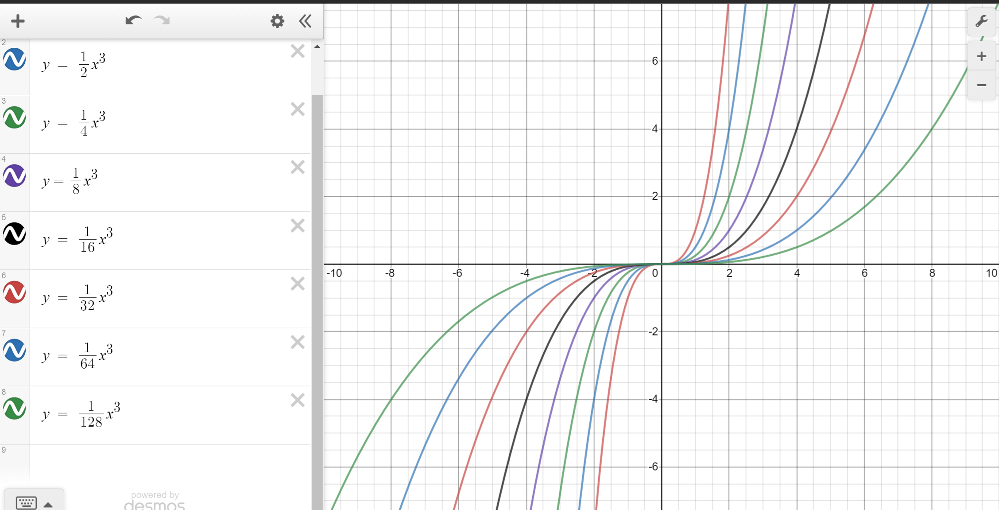 2
y = 1/2 x^3
3
y = 1/4 x^3
4
y = 1/8 x^3
5
y = 1/16 x^3
6
y = 1/32 x^3
7
y = 1/64 x^3
8
y = 1/128 x^3
9
powered by
desmos
6
4
2
-10 -8 -6 -4 -2 0 2 4 6 8 10
-2
-4
-6